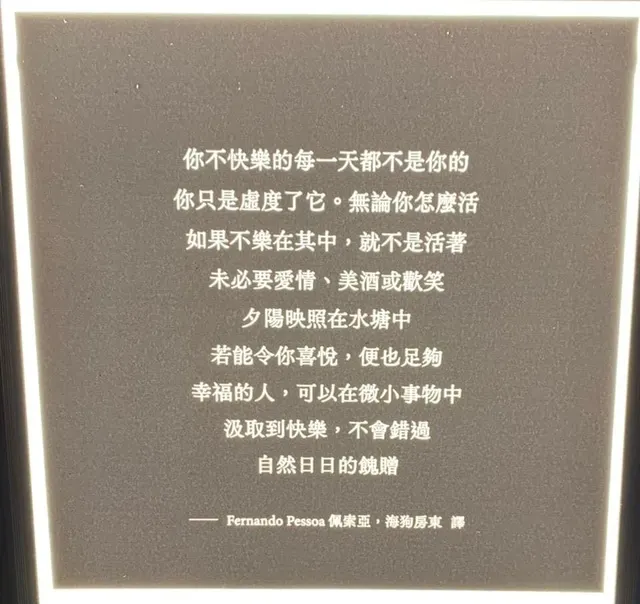 你不快樂的每一天都不是你的
你只是虛度了它。無論你怎麼活
如果不樂在其中，就不是活著
未必要愛情、美酒或歡笑
夕陽映照在水塘中
若能令你喜悅，便也足夠
幸福的人，可以在微小事物中
汲取到快樂，不會錯過
自然日日的餽贈
—— Fernando Pessoa 佩索亞，海狗房東 譯